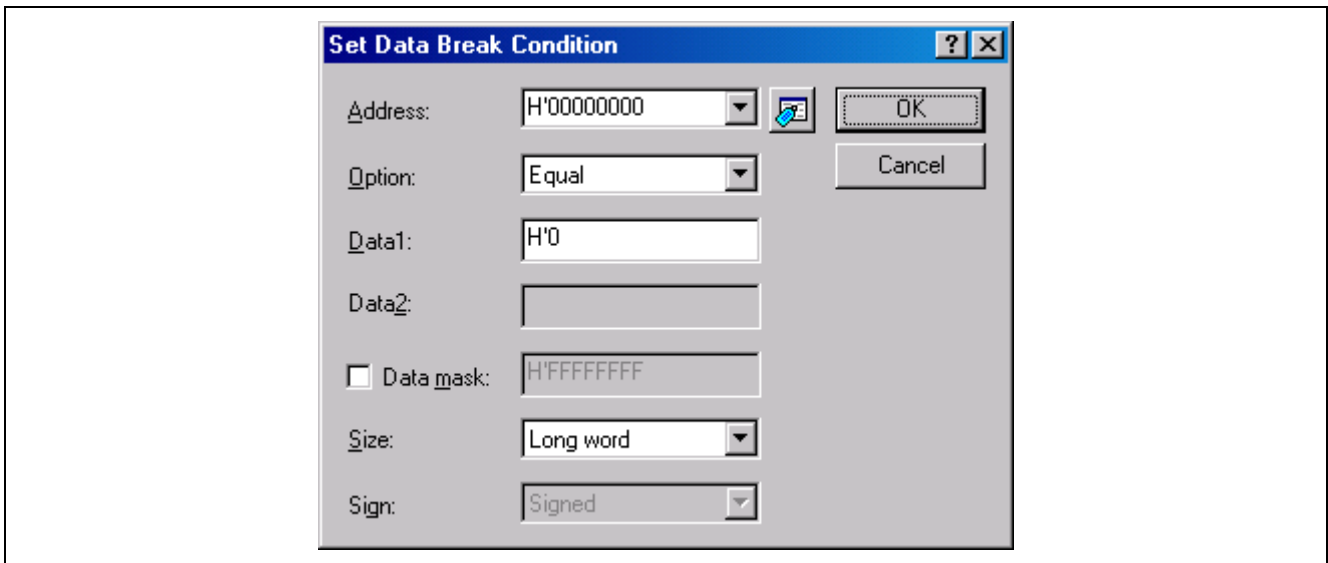 Set Data Break Condition
Address: H'00000000 OK
Option: Equal Cancel
Data1: H'0
Data2:
Data mask: H'FFFFFFFF
Size: Long word
Sign: Signed